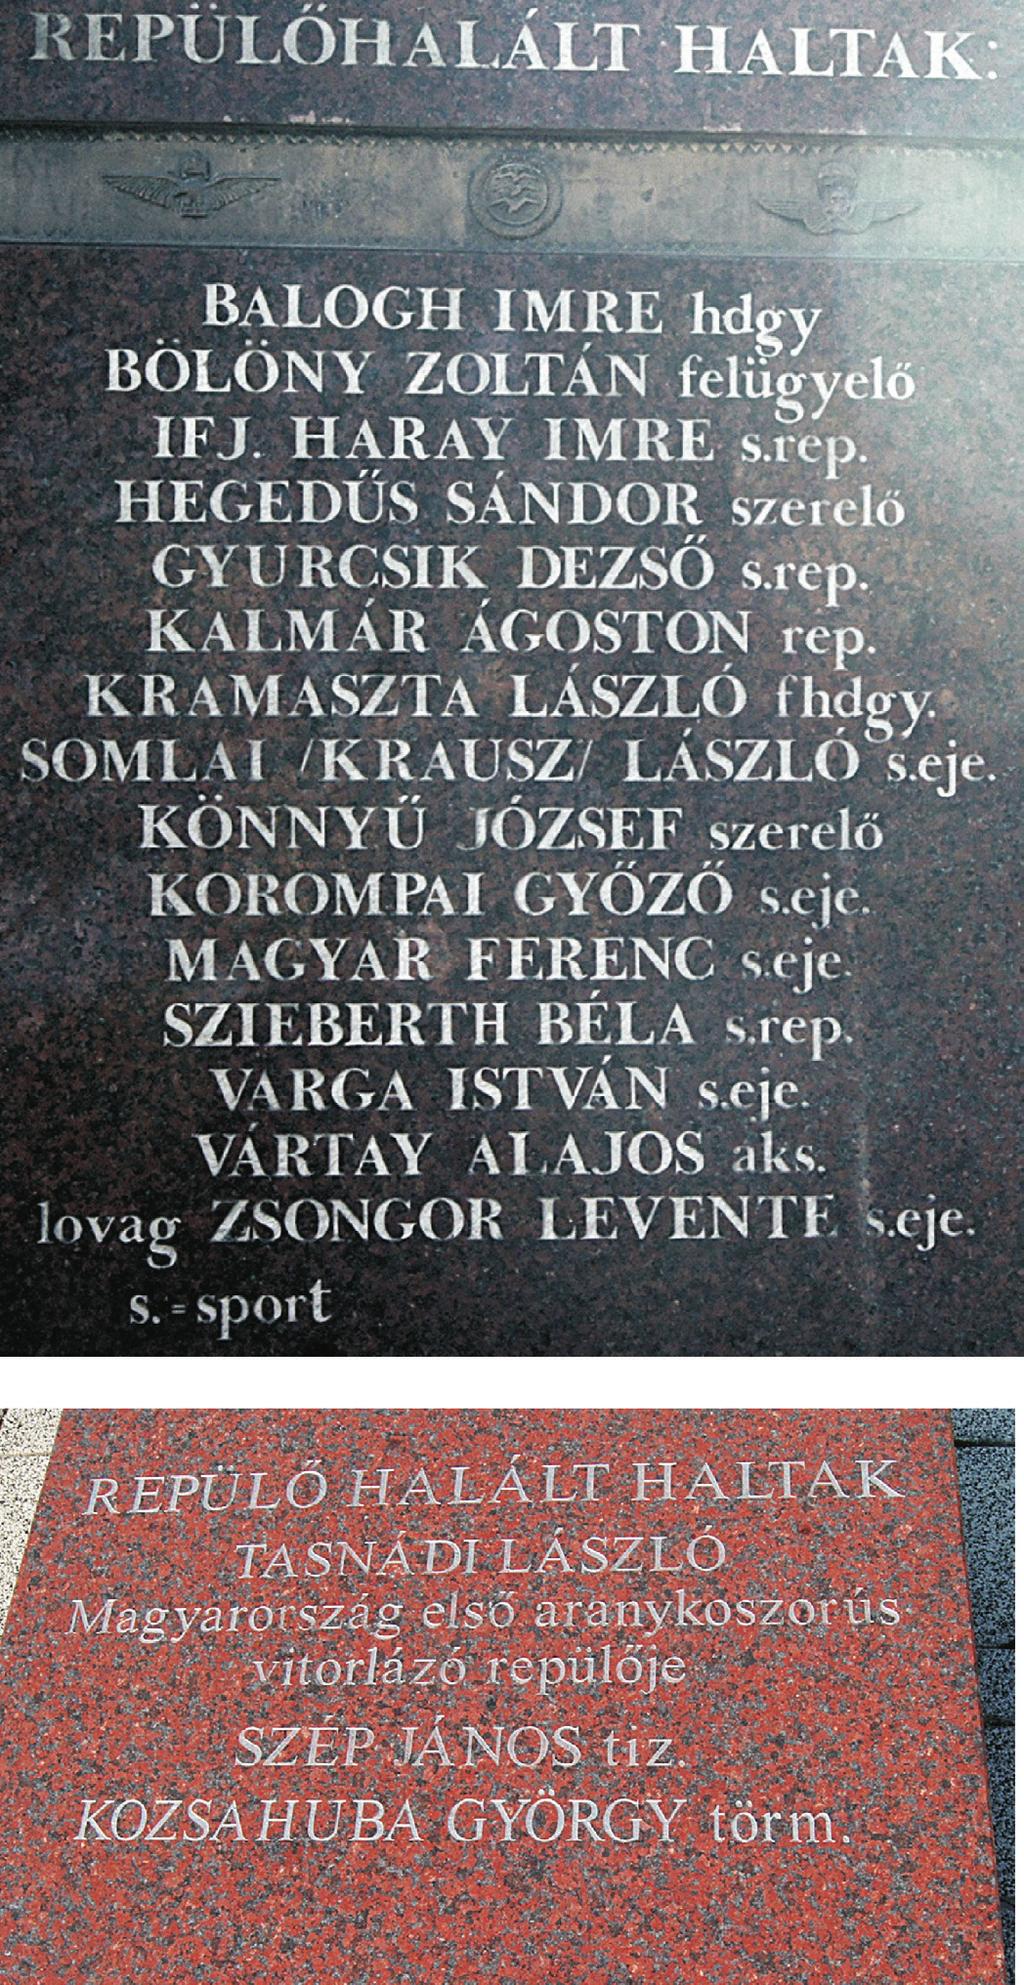 REPÜLŐHALÁLT HALTAK:
BALOGH IMRE hdgy
BÖLÖNY ZOLTÁN felügyelő
IFJ. HARAY IMRE s.rep.
HEGEDŰS SÁNDOR szerelő
GYURCSIK DEZSŐ s.rep.
KALMÁR ÁGOSTON rep.
KRAMASZTA LÁSZLÓ fhdgy.
SOMLAI /KRAUSZ/ LÁSZLÓ s.eje.
KÖNNYŰ JÓZSEF szerelő
KOROMPAI GYŐZŐ s.eje.
MAGYAR FERENC s.eje.
SZIEBERTH BÉLA s.rep.
VARGA ISTVÁN s.eje.
VÁRTAY ALAJOS aks.
lovag ZSONGOR LEVENTE s.eje.
s.=sport
REPÜLŐ HALÁLT HALTAK
TASNÁDI LÁSZLÓ
Magyarország első aranykoszorús
vitorlázó repülője
SZÉP JÁNOS tiz.
KOZSAHUBA GYÖRGY törm.